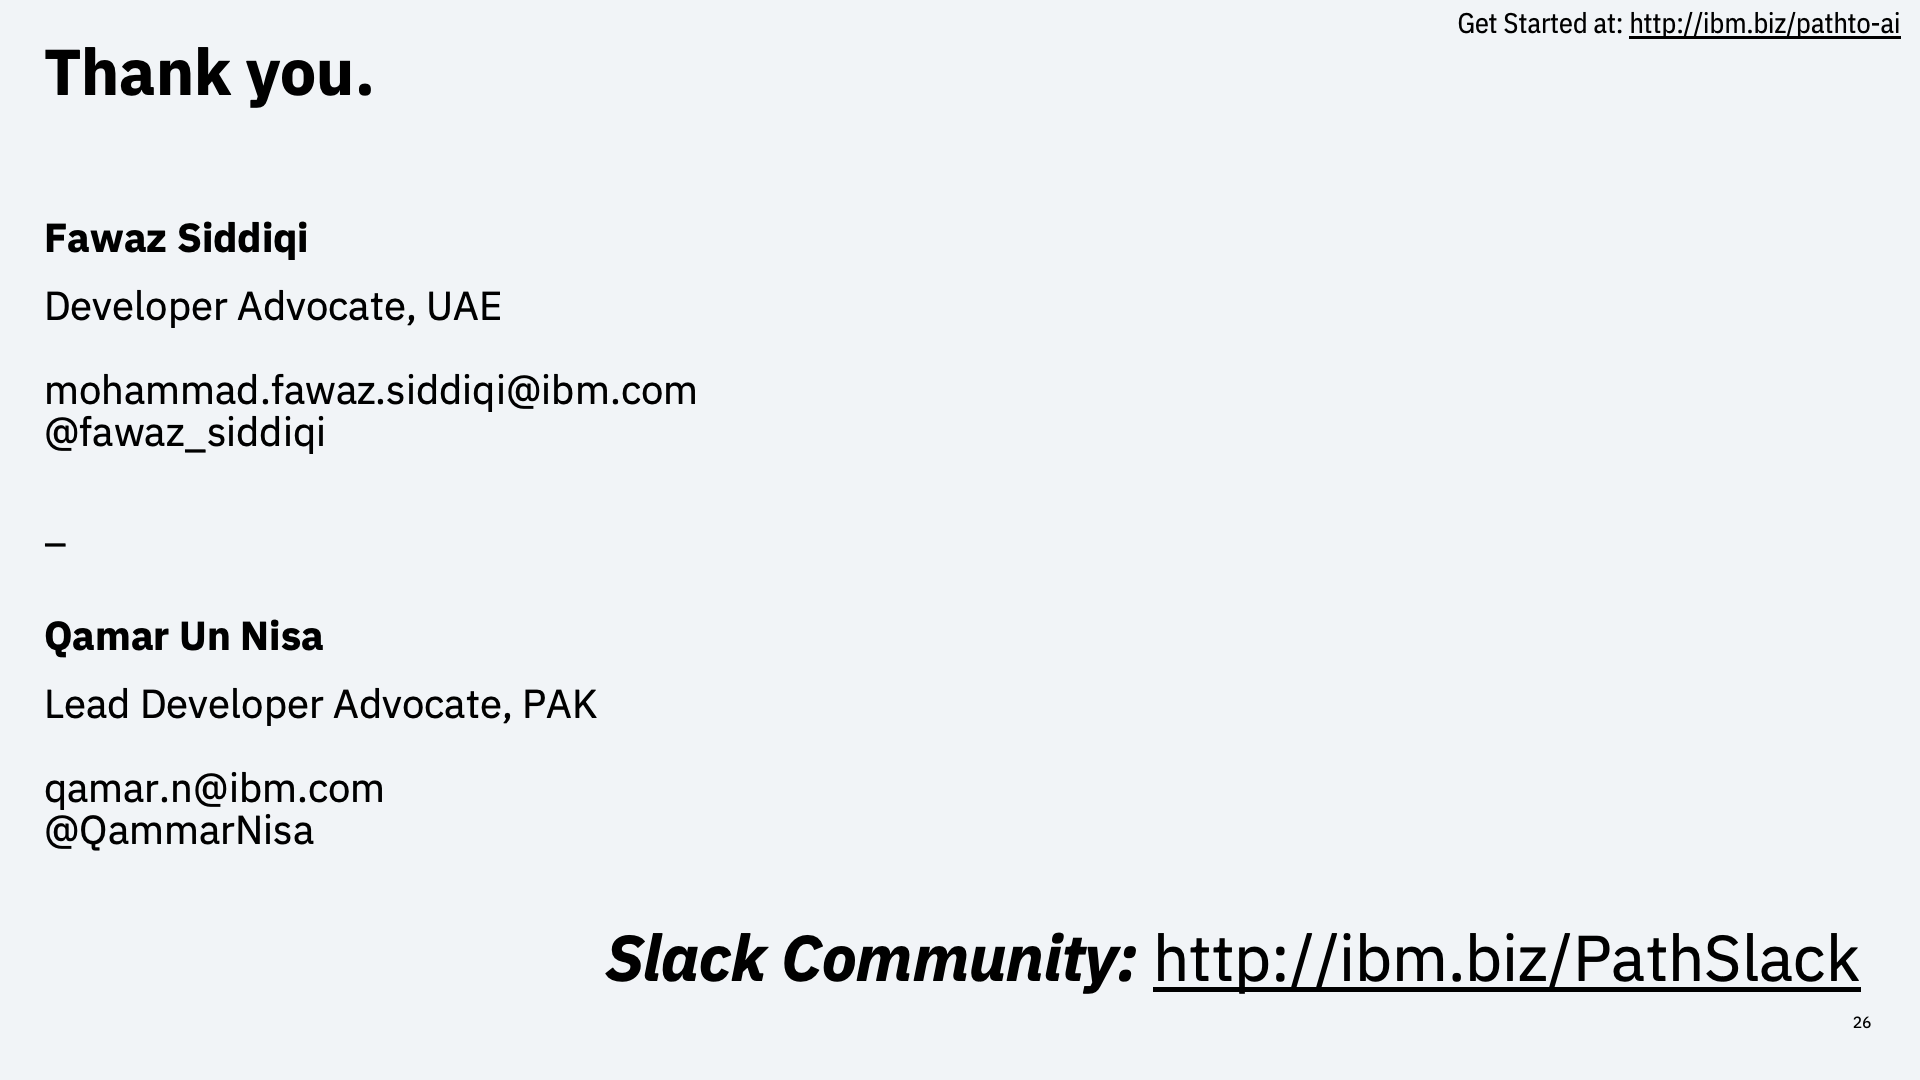 Get Started at: http://ibm.biz/pathto-ai
Thank you.
Fawaz Siddiqi
Developer Advocate, UAE
mohammad.fawaz.siddiqi@ibm.com
@fawaz_siddiqi
–
Qamar Un Nisa
Lead Developer Advocate, PAK
qamar.n@ibm.com
@QammarNisa
Slack Community: http://ibm.biz/PathSlack
26